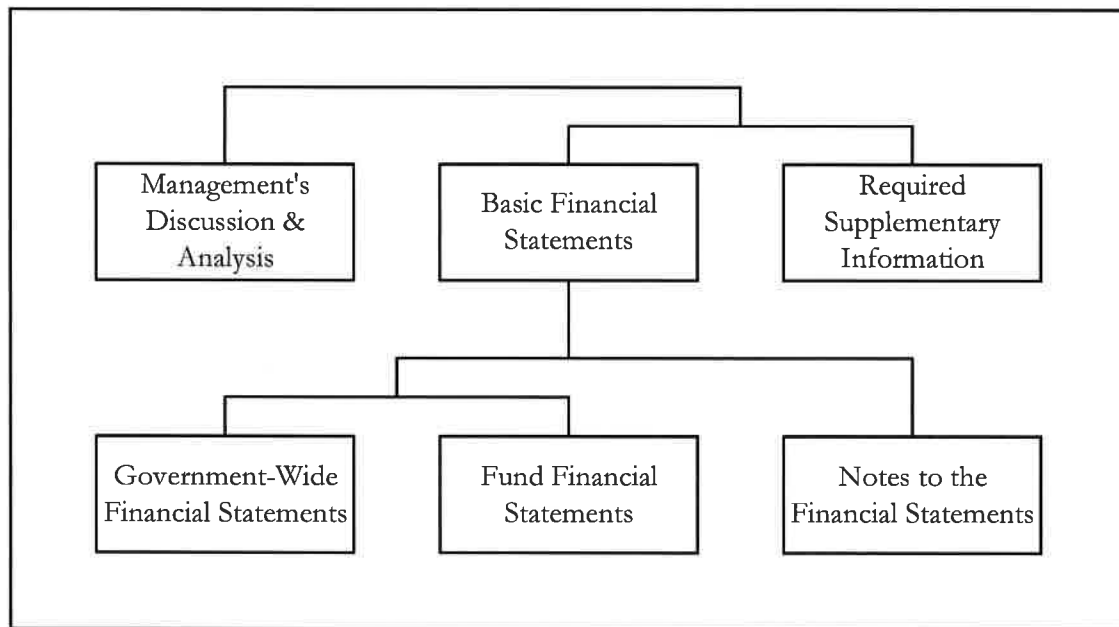 Management's
Discussion &
Analysis
Basic Financial
Statements
Required
Supplementary
Information
Government-Wide
Financial Statements
Fund Financial
Statements
Notes to the
Financial Statements